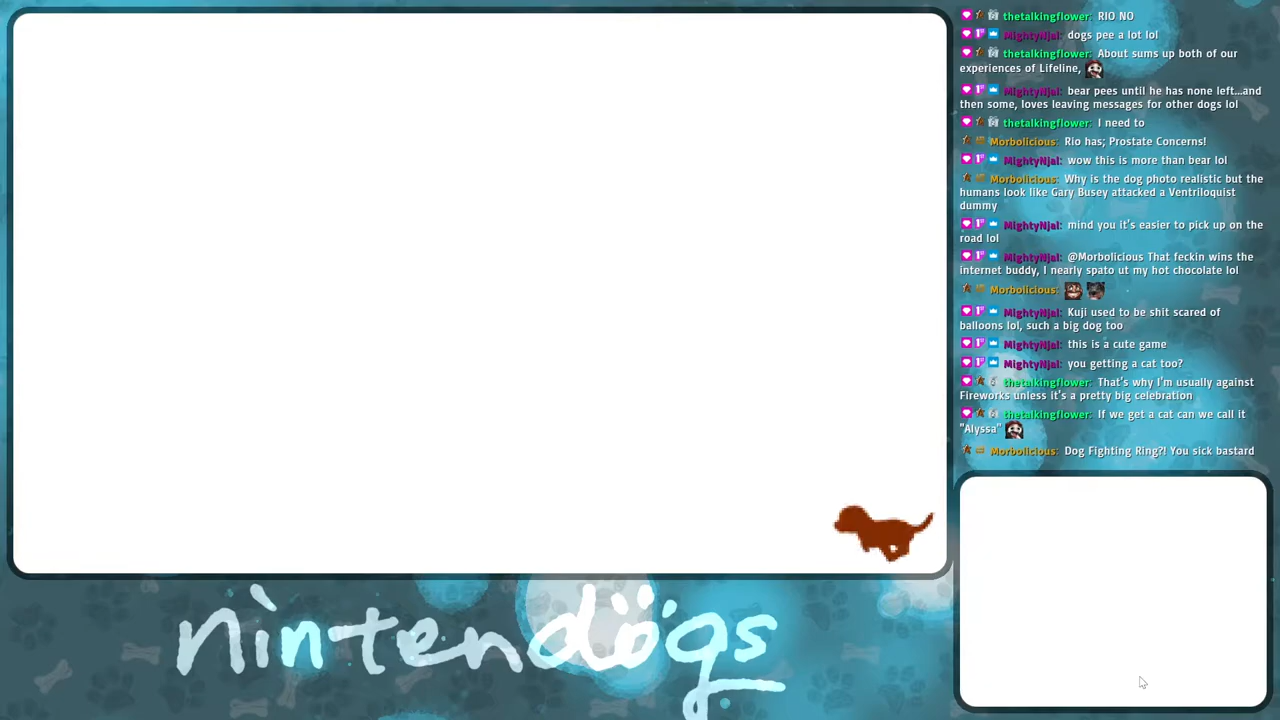 thetalkingflower: RIO NO
MightyNjal: dogs pee a lot lol
thetalkingflower: About sums up both of our
experiences of Lifeline,
MightyNjal: bear pees until he has none left...and
then some, loves leaving messages for other dogs lol
thetalkingflower: I need to
Morbolicious: Rio has; Prostate Concerns!
MightyNjal: wow this is more than bear lol
Morbolicious: Why is the dog photo realistic but the
humans look like Gary Busey attacked a Ventriloquist
dummy
MightyNjal: mind you it's easier to pick up on the
road lol
MightyNjal: @Morbolicious That feckin wins the
internet buddy, I nearly spato ut my hot chocolate lol
Morbolicious:
MightyNjal: Kuji used to be shit scared of
balloons lol, such a big dog too
MightyNjal: this is a cute game
MightyNjal: you getting a cat too?
thetalkingflower: That's why I'm usually against
Fireworks unless it's a pretty big celebration
thetalkingflower: If we get a cat can we call it
"Alyssa"
Morbolicious: Dog Fighting Ring?! You sick bastard
nintendogs